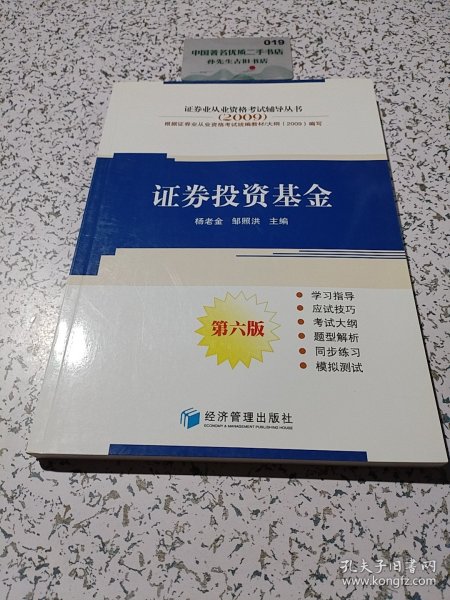 019
中国著名优质二手书店
孙先生古旧书店
证券业从业资格考试辅导丛书
(2009)
根据证券业从业资格考试统编教材/大纲(2009)编写
证券投资基金
杨老金 邹照洪 主编
第六版
学习指导
应试技巧
考试大纲
题型解析
同步练习
模拟测试
经济管理出版社
ECONOMY & MANAGEMENT PUBLISHING HOUSE
孔夫子旧书网
www.kongfz.com